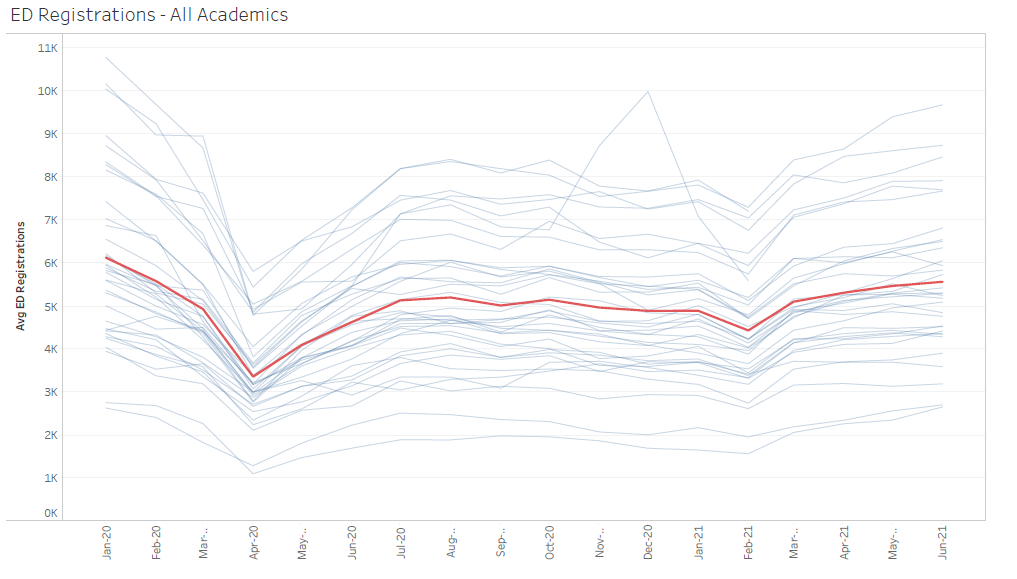 ED Registrations - All Academics
Avg ED Registrations
11K
10K
9K
8K
7K
6K
5K
4K
3K
2K
1K
0K
Jan-20
Feb-20
Mar-..
Apr-20
May-..
Jun-20
Jul-20
Aug-..
Sep-..
Oct-20
Nov-..
Dec-20
Jan-21
Feb-21
Mar-..
Apr-21
May-..
Jun-21